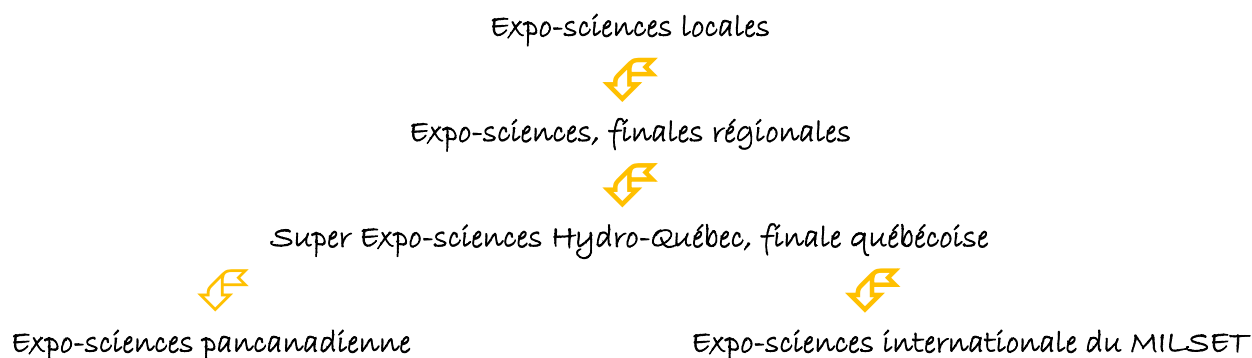 Expo-sciences locales
Expo-sciences, finales régionales
Super Expo-sciences Hydro-Québec, finale québécoise
Expo-sciences pancanadienne
Expo-sciences internationale du MILSET